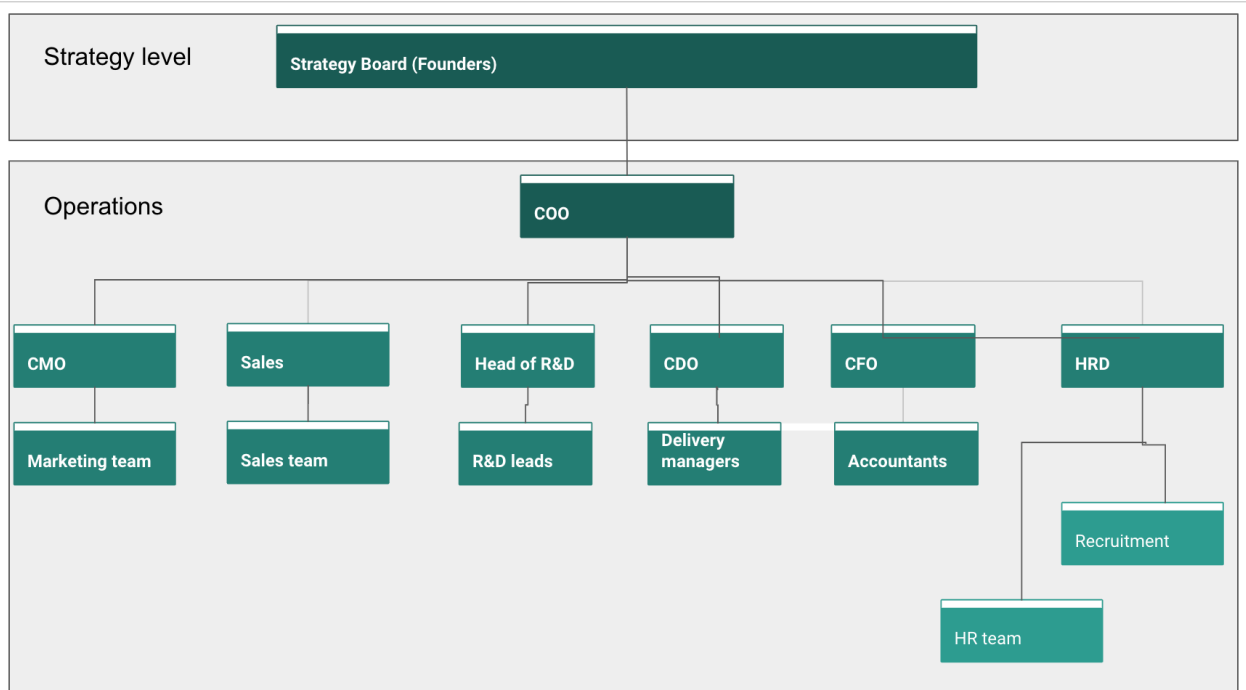 Strategy level
Strategy Board (Founders)
Operations
COO
CMO
Sales
Head of R&D
CDO
CFO
HRD
Marketing team
Sales team
R&D leads
Delivery
managers
Accountants
Recruitment
HR team